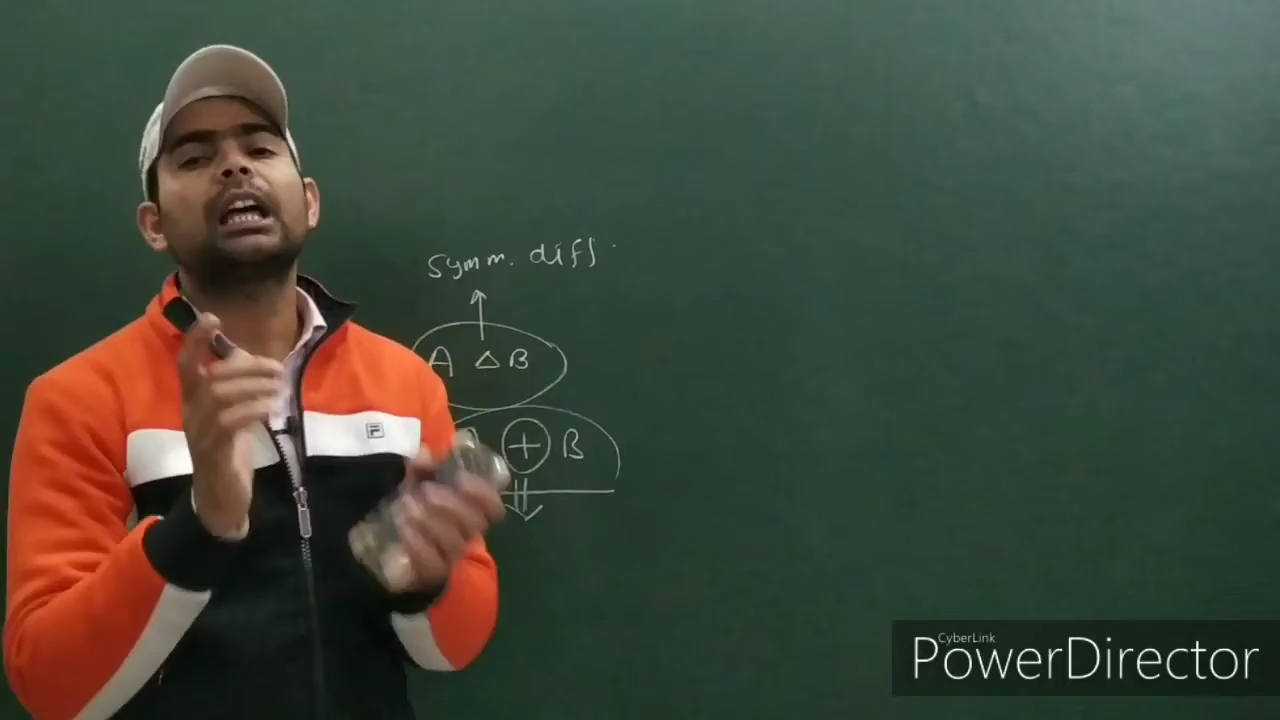 Symm. diff.
A △ B
⊕ B
CyberLink
PowerDirector